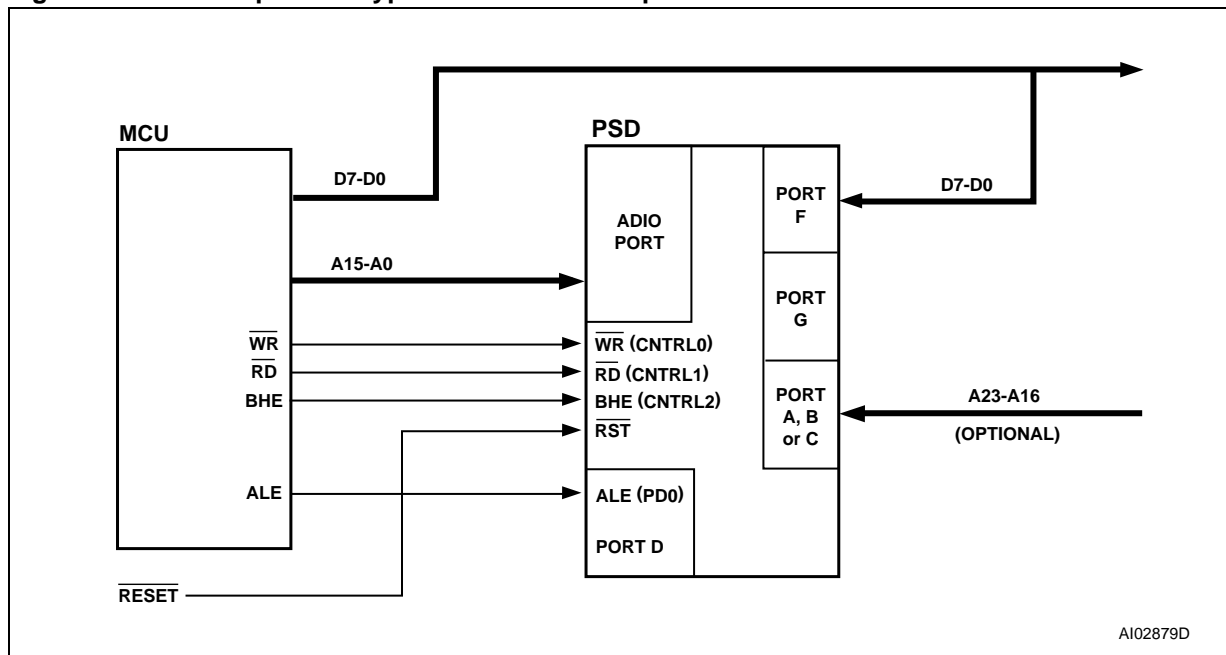 MCU
PSD
D7-D0
D7-D0
PORT
F
ADIO
PORT
A15-A0
PORT
G
WR
WR (CNTRL0)
RD
RD (CNTRL1)
BHE
BHE (CNTRL2)
RST
PORT
A, B
or C
A23-A16
(OPTIONAL)
ALE
ALE (PD0)
PORT D
RESET
AI02879D